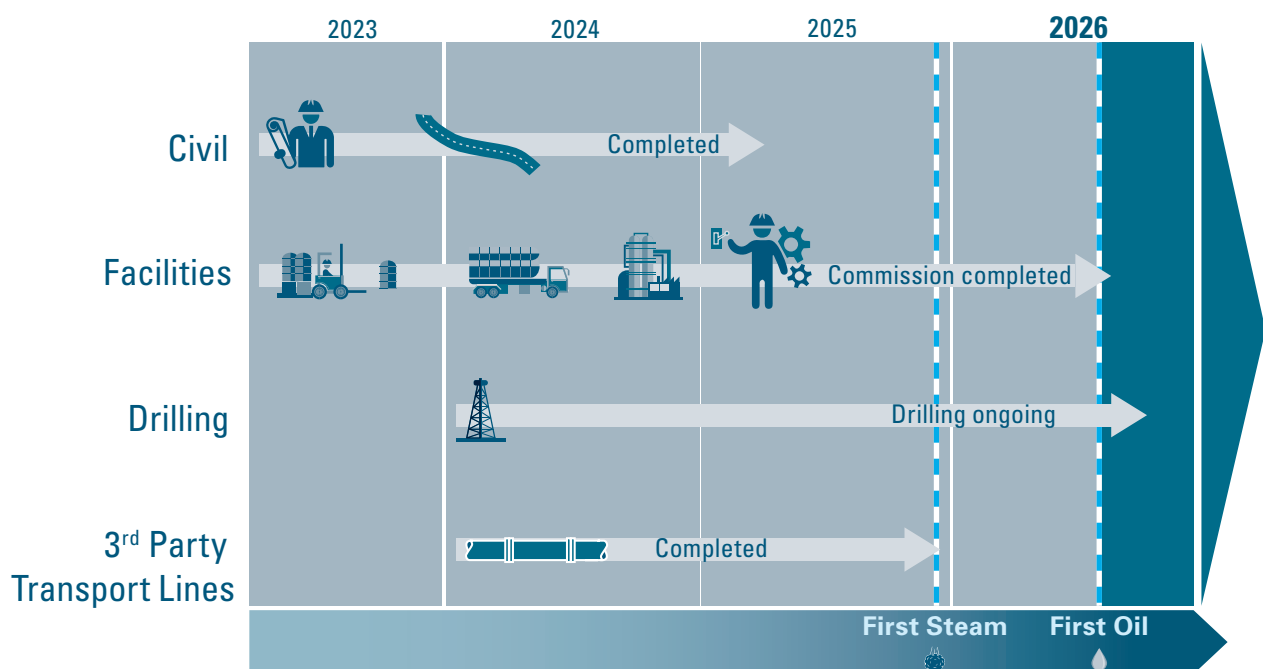 2023 2024 2025 2026
Civil
Completed
Facilities
Commission completed
Drilling
Drilling ongoing
3rd Party
Transport Lines
Completed
First Steam First Oil